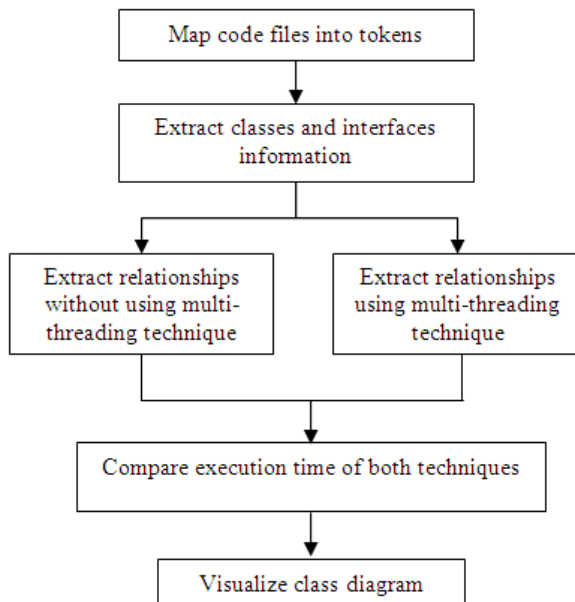 Map code files into tokens
Extract classes and interfaces
information
Extract relationships
without using multi-
threading technique
Extract relationships
using multi-threading
technique
Compare execution time of both techniques
Visualize class diagram